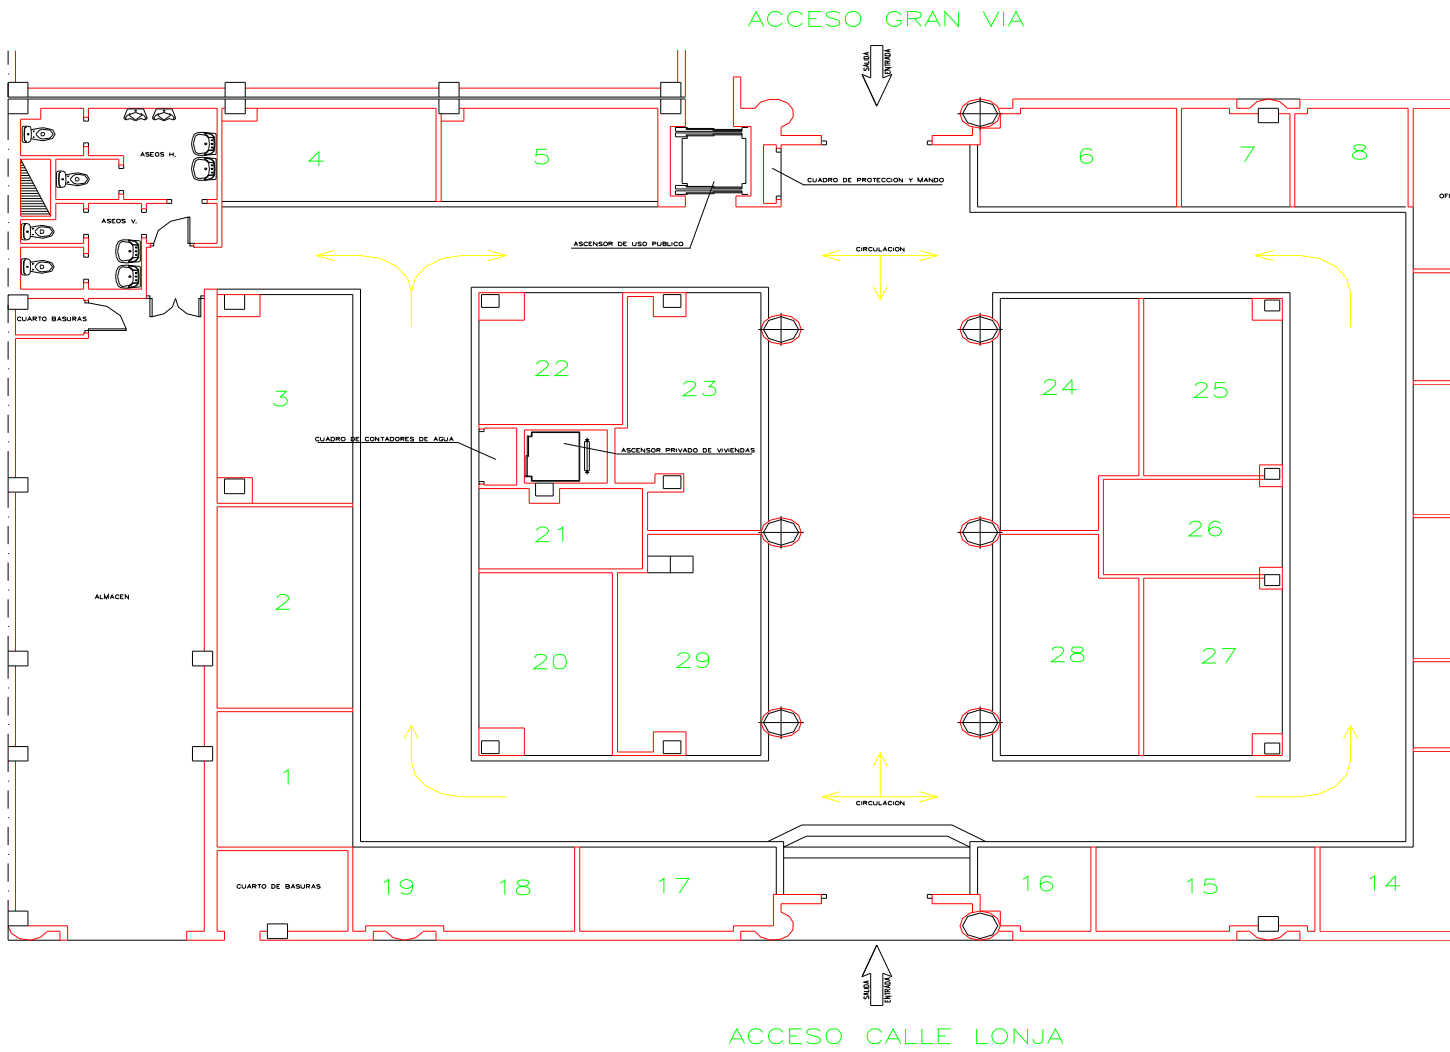 ACCESO GRAN VIA
SALIDA
ENTRADA
ASEOS H.
4
5
6
7
8
CUADRO DE PROTECCION Y MANDO
OF
ASEOS V.
ASCENSOR DE USO PUBLICO
CIRCULACION
CUARTO BASURAS
3
22
23
24
25
CUADRO DE CONTADORES DE AGUA
ASCENSOR PRIVADO DE VIVIENDAS
21
26
ALMACEN
2
20
29
28
27
1
CIRCULACION
CUARTO DE BASURAS
19
18
17
16
15
14
SALIDA
ENTRADA
ACCESO CALLE LONJA